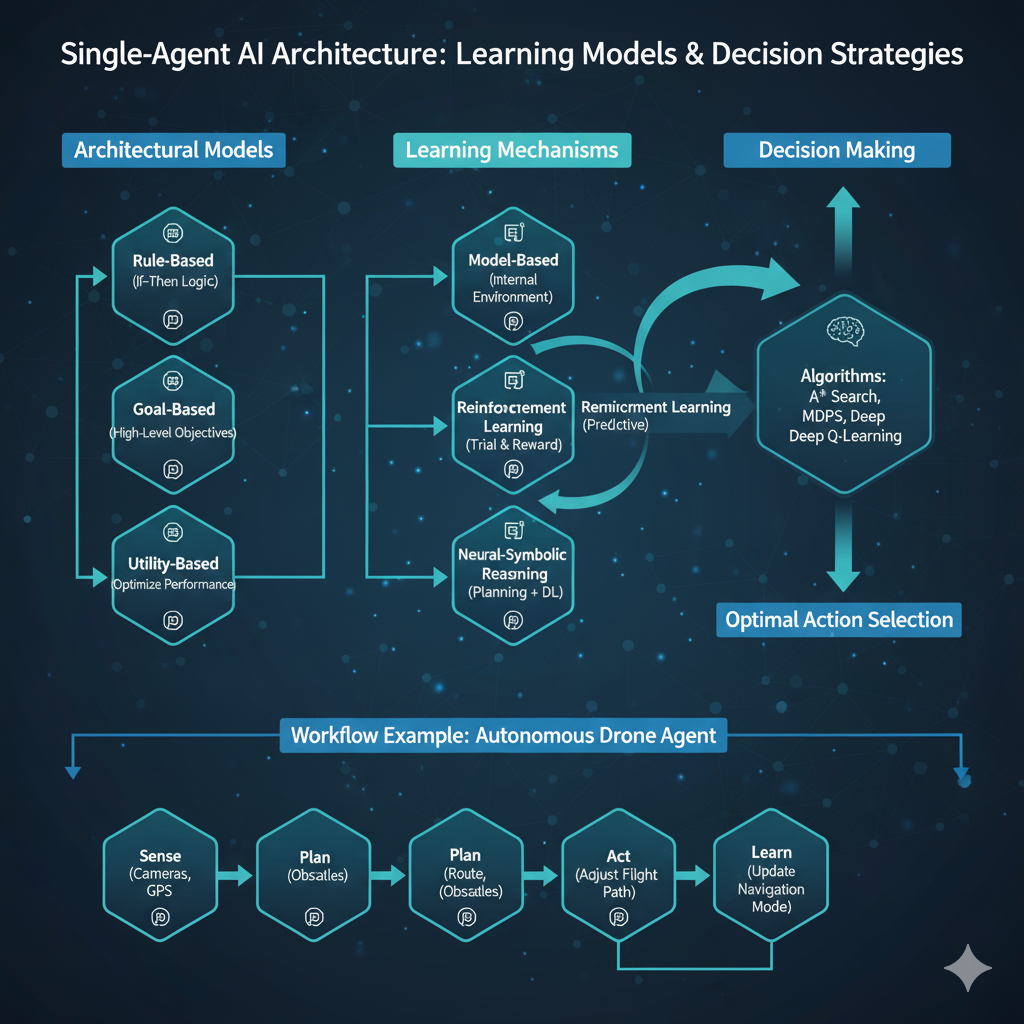 Single-Agent AI Architecture: Learning Models & Decision Strategies
Architectural Models
Learning Mechanisms
Decision Making
Rule-Based
(If-Then Logic)
Goal-Based
(High-Level Objectives)
Utility-Based
(Optimize Performance)
Model-Based
(Internal
Environment)
Reinforcement
Learning
(Trial & Reward)
Neural-Symbolic
Reasming
(Planning + DL)
Remicrment Learning
(Predictive)
Algorithms:
A* Search,
MDPS, Deep
Deep Q-Learning
Optimal Action Selection
Workflow Example: Autonomous Drone Agent
Sense
(Cameras,
GPS
Plan
(Obsatles)
Plan
(Route,
(Obsatles)
Act
(Adjust Flight
Path)
Learn
(Update
Navigation
Mode)